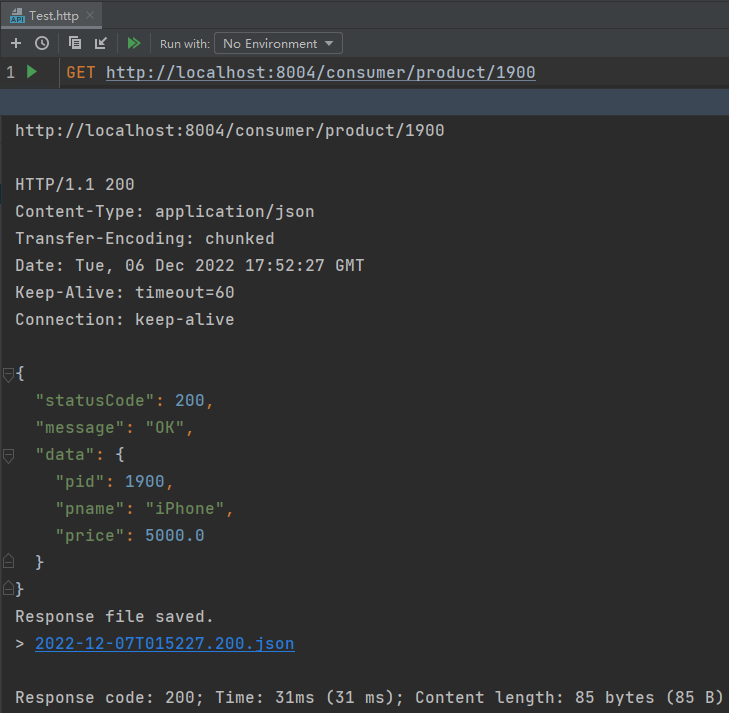 Test.http
Run with: No Environment
1 GET http://localhost:8004/consumer/product/1900
http://localhost:8004/consumer/product/1900
HTTP/1.1 200
Content-Type: application/json
Transfer-Encoding: chunked
Date: Tue, 06 Dec 2022 17:52:27 GMT
Keep-Alive: timeout=60
Connection: keep-alive
{
  "statusCode": 200,
  "message": "OK",
  "data": {
    "pid": 1900,
    "pname": "iPhone",
    "price": 5000.0
  }
}
Response file saved.
> 2022-12-07T015227.200.json
Response code: 200; Time: 31ms (31 ms); Content length: 85 bytes (85 B)